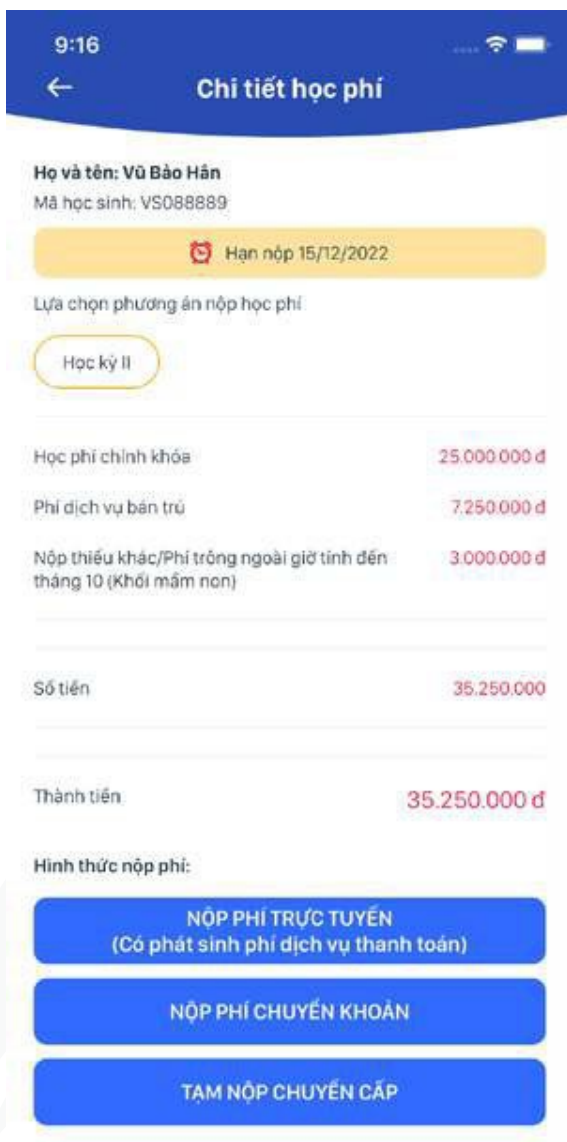 9:16
Chi tiết học phí
Họ và tên: Vũ Bảo Hân
Mã học sinh: VS088889
Hạn nộp 15/12/2022
Lựa chọn phương án nộp học phí
Học kỳ II
Học phí chính khóa 25.000.000 đ
Phí dịch vụ bán trú 7.250.000 đ
Nộp thiếu khác/Phí trông ngoài giờ tính đến 3.000.000 đ
tháng 10 (Khối mầm non)
Số tiền 35.250.000
Thành tiền 35.250.000 đ
Hình thức nộp phí:
NỘP PHÍ TRỰC TUYẾN
(Có phát sinh phí dịch vụ thanh toán)
NỘP PHÍ CHUYỂN KHOẢN
TẠM NỘP CHUYỂN CẤP